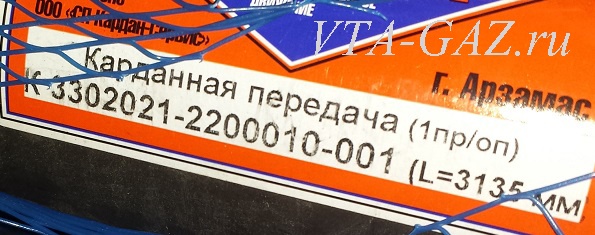 ООО «СП-Кардан-Сервис»
VTA-GAZ.ru
г. Арзамас
Карданная передача (1пр/оп)
К-3302021-2200010-001 (L=3135 мм